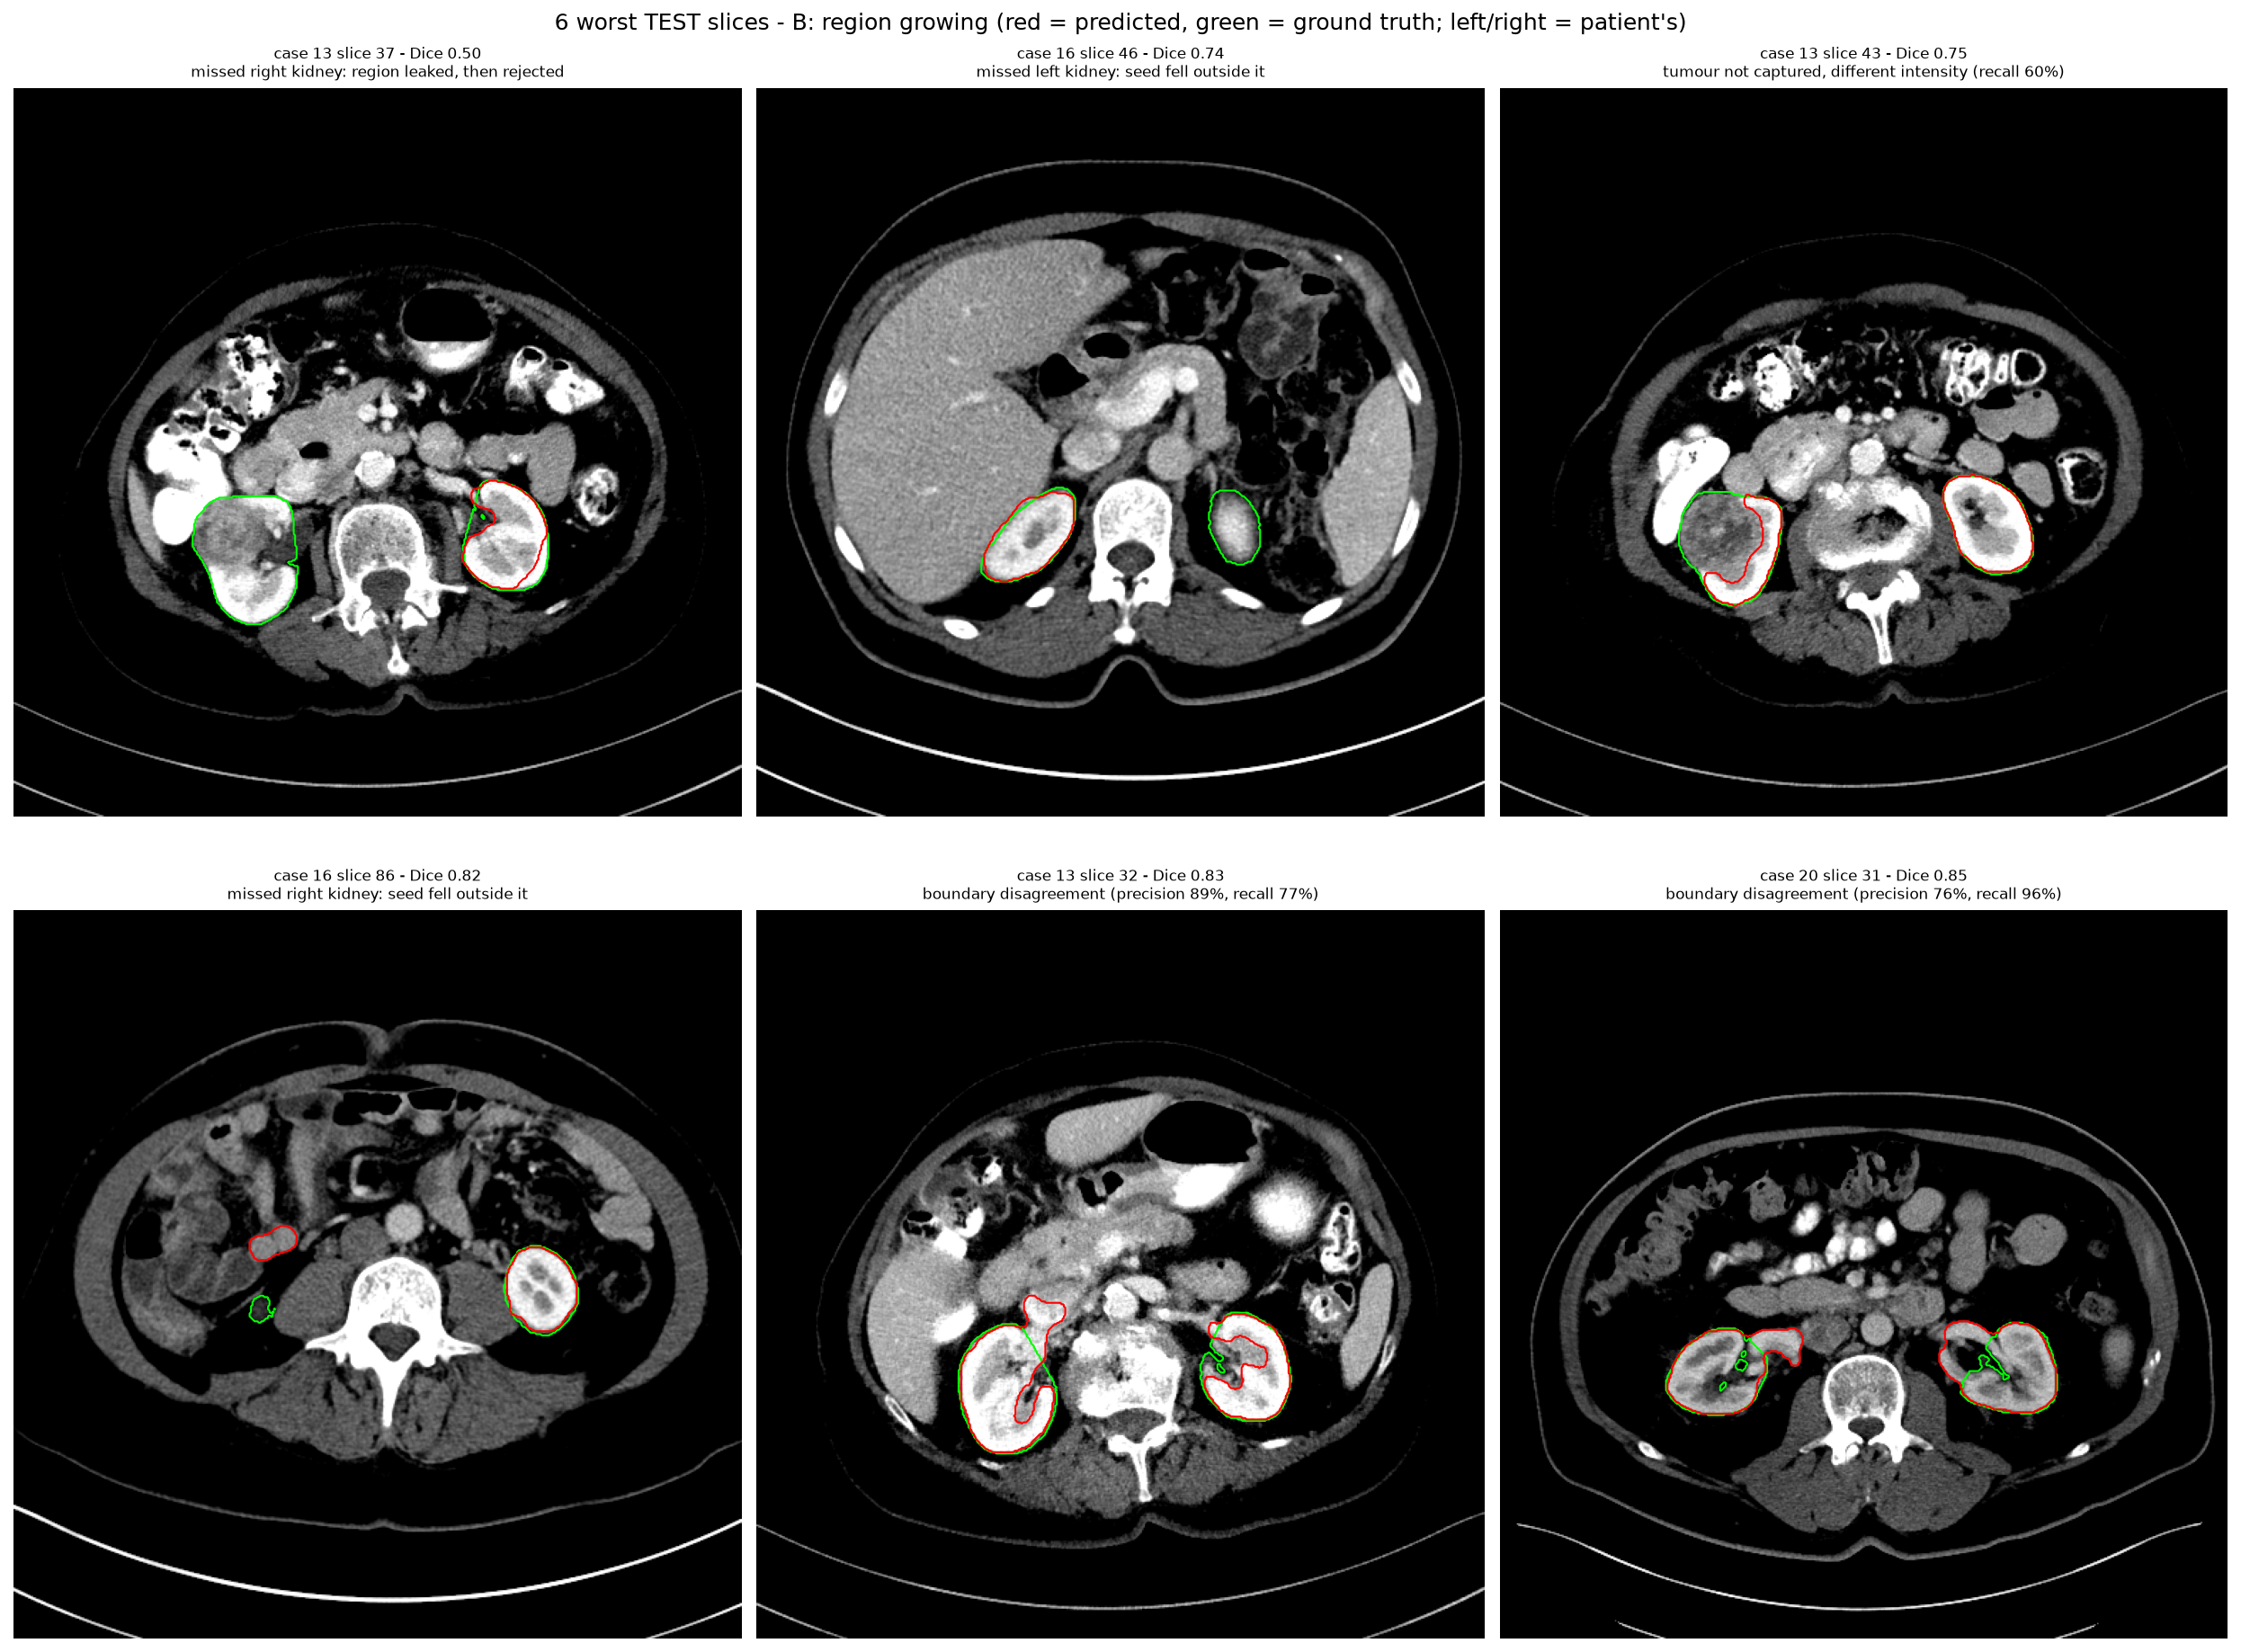 6 worst TEST slices - B: region growing (red = predicted, green = ground truth; left/right = patient's)
case 13 slice 37 - Dice 0.50
missed right kidney: region leaked, then rejected
case 16 slice 46 - Dice 0.74
missed left kidney: seed fell outside it
case 13 slice 43 - Dice 0.75
tumour not captured, different intensity (recall 60%)
case 16 slice 86 - Dice 0.82
missed right kidney: seed fell outside it
case 13 slice 32 - Dice 0.83
boundary disagreement (precision 89%, recall 77%)
case 20 slice 31 - Dice 0.85
boundary disagreement (precision 76%, recall 96%)